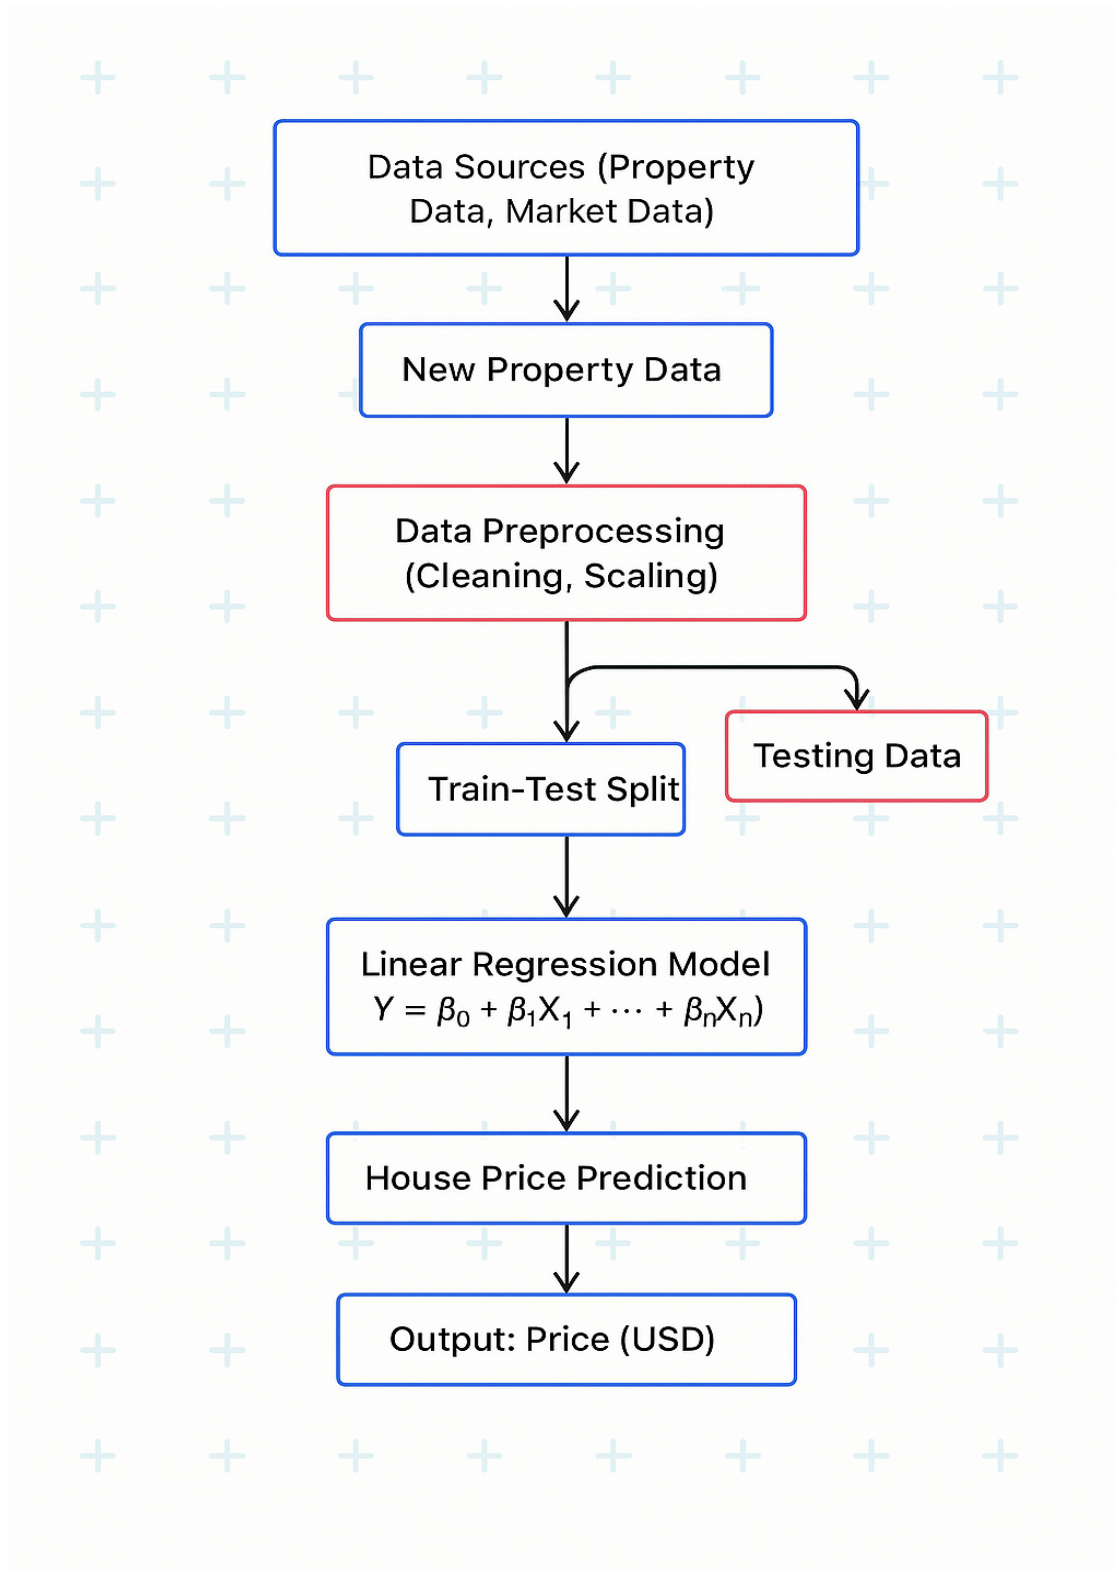 Data Sources (Property
Data, Market Data)
New Property Data
Data Preprocessing
(Cleaning, Scaling)
Testing Data
Train-Test Split
Linear Regression Model
Y = β₀ + β₁X₁ + ⋯ + βₙXₙ)
House Price Prediction
Output: Price (USD)